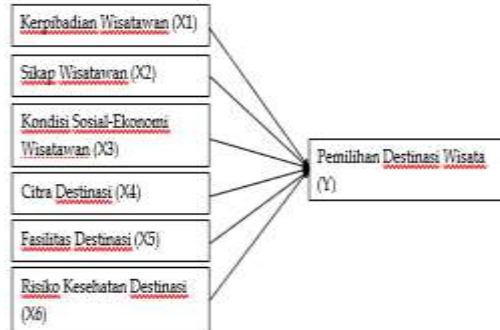 Kerpibadian Wisatawan (X1)
Sikap Wisatawan (X2)
Kondisi Sosial-Ekonomi
Wisatawan (X3)
Citra Destinasi (X4)
Fasilitas Destinasi (X5)
Risiko Kesehatan Destinasi
(X6)
Pemilihan Destinasi Wisata
(Y)